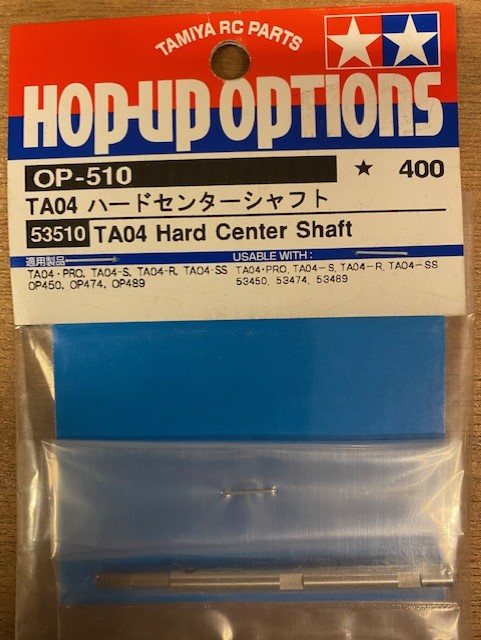 TAMIYA RC PARTS
HOP-UP OPTIONS
OP-510
★ 400
TA04 ハードセンターシャフト
53510 TA04 Hard Center Shaft
適用製品
TA04・PRO, TA04-S, TA04-R, TA04-SS
OP450, OP474, OP489
USABLE WITH :
TA04・PRO, TA04-S, TA04-R, TA04-SS
53450, 53474, 53489